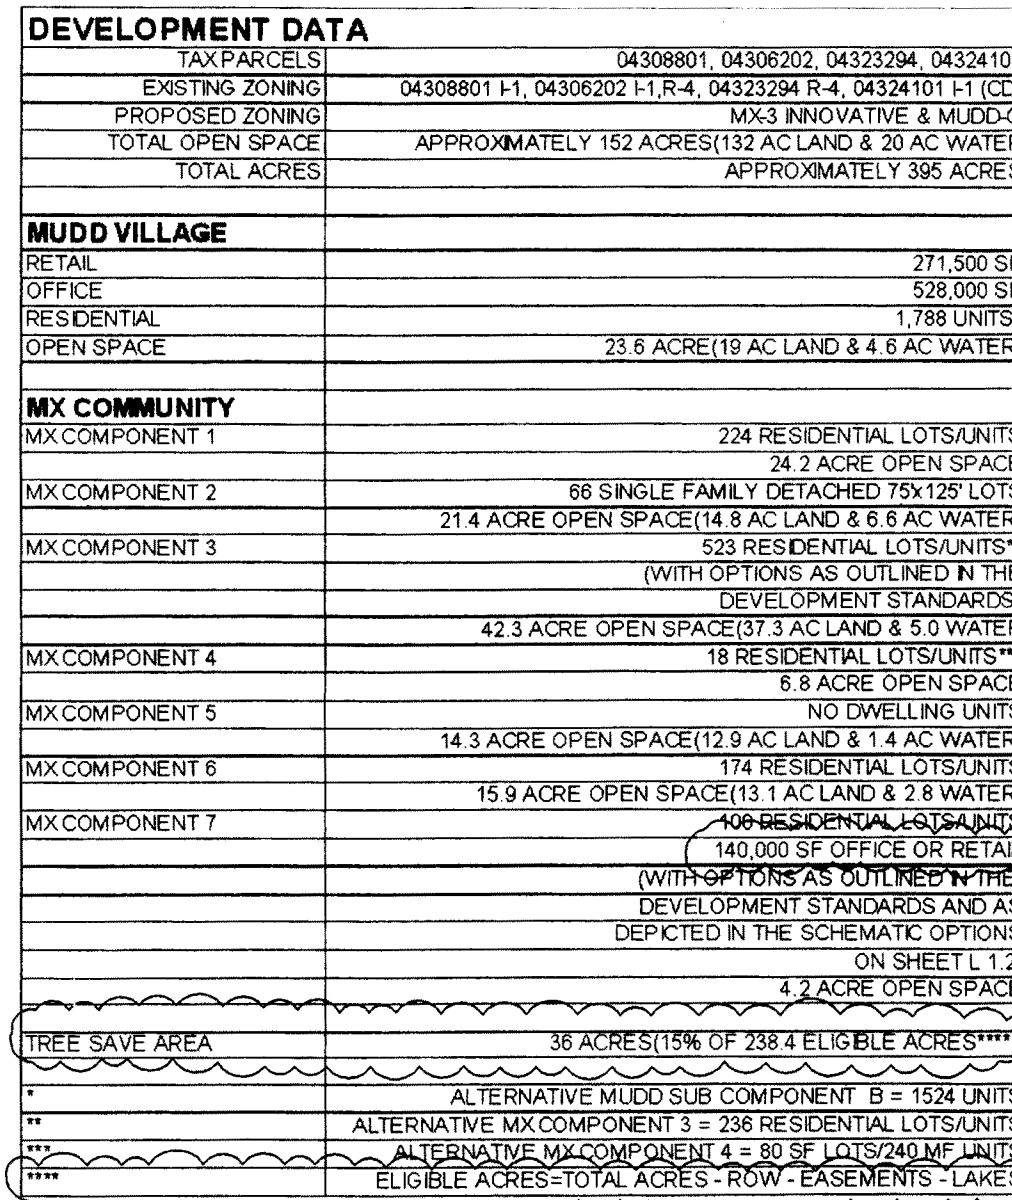 DEVELOPMENT DATA
TAX PARCELS 04308801, 04306202, 04323294, 0432410
EXISTING ZONING 04308801 I-1, 04306202 I-1,R-4, 04323294 R-4, 04324101 I-1 (CD
PROPOSED ZONING MX-3 INNOVATIVE & MUDD-O
TOTAL OPEN SPACE APPROXIMATELY 152 ACRES(132 AC LAND & 20 AC WATER
TOTAL ACRES APPROXIMATELY 395 ACRES
MUDD VILLAGE
RETAIL 271,500 SF
OFFICE 528,000 SF
RESIDENTIAL 1,788 UNITS
OPEN SPACE 23.6 ACRE(19 AC LAND & 4.6 AC WATER
MX COMMUNITY
MX COMPONENT 1 224 RESIDENTIAL LOTS/UNITS
24.2 ACRE OPEN SPACE
MX COMPONENT 2 66 SINGLE FAMILY DETACHED 75'x125' LOTS
21.4 ACRE OPEN SPACE(14.8 AC LAND & 6.6 AC WATER
MX COMPONENT 3 523 RESIDENTIAL LOTS/UNITS*
(WITH OPTIONS AS OUTLINED IN THE
DEVELOPMENT STANDARDS
42.3 ACRE OPEN SPACE(37.3 AC LAND & 5.0 WATER
MX COMPONENT 4 18 RESIDENTIAL LOTS/UNITS**
6.8 ACRE OPEN SPACE
MX COMPONENT 5 NO DWELLING UNITS
14.3 ACRE OPEN SPACE(12.9 AC LAND & 1.4 AC WATER
MX COMPONENT 6 174 RESIDENTIAL LOTS/UNITS
15.9 ACRE OPEN SPACE(13.1 AC LAND & 2.8 WATER
MX COMPONENT 7 RESIDENTIAL LOTS/UNITS
140,000 SF OFFICE OR RETAIL
(WITH OPTIONS AS OUTLINED IN THE
DEVELOPMENT STANDARDS AND AS
DEPICTED IN THE SCHEMATIC OPTIONS
ON SHEET L 1.2
4.2 ACRE OPEN SPACE
TREE SAVE AREA 36 ACRES(15% OF 238.4 ELIGIBLE ACRES****
* ALTERNATIVE MUDD SUB COMPONENT B = 1524 UNITS
** ALTERNATIVE MX COMPONENT 3 = 236 RESIDENTIAL LOTS/UNITS
*** ALTERNATIVE MX COMPONENT 4 = 80 SF LOTS/240 MF UNITS
**** ELIGIBLE ACRES=TOTAL ACRES - ROW - EASEMENTS - LAKES